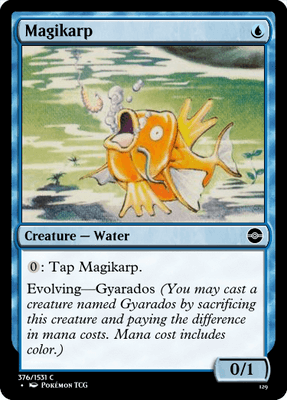 Magikarp
Creature — Water
0: Tap Magikarp.
Evolving—Gyarados (You may cast a
creature named Gyarados by sacrificing
this creature and paying the difference
in mana costs. Mana cost includes
color.)
0/1
376/1531 C
• Pokémon TCG
129